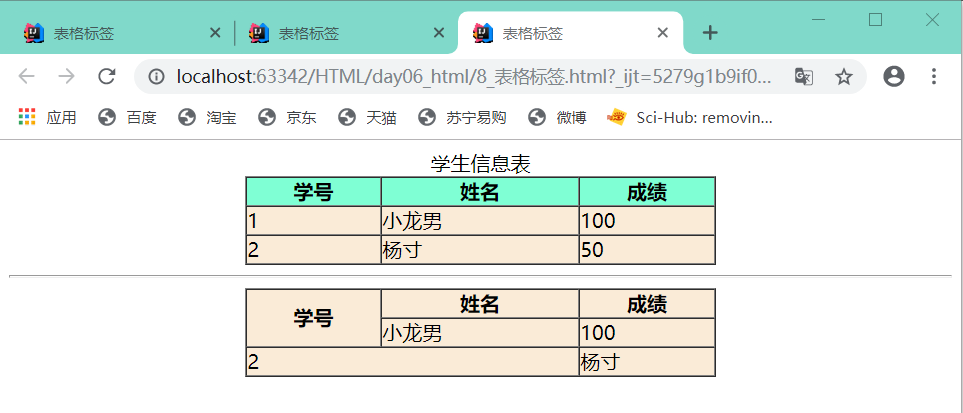 表格标签 表格标签 表格标签
localhost:63342/HTML/day06_html/8_表格标签.html?_ijt=5279g1b9if0...
应用 百度 淘宝 京东 天猫 苏宁易购 微博 Sci-Hub: removin...
学生信息表
学号 姓名 成绩
1 小龙男 100
2 杨寸 50
学号 姓名 成绩
小龙男 100
2 杨寸